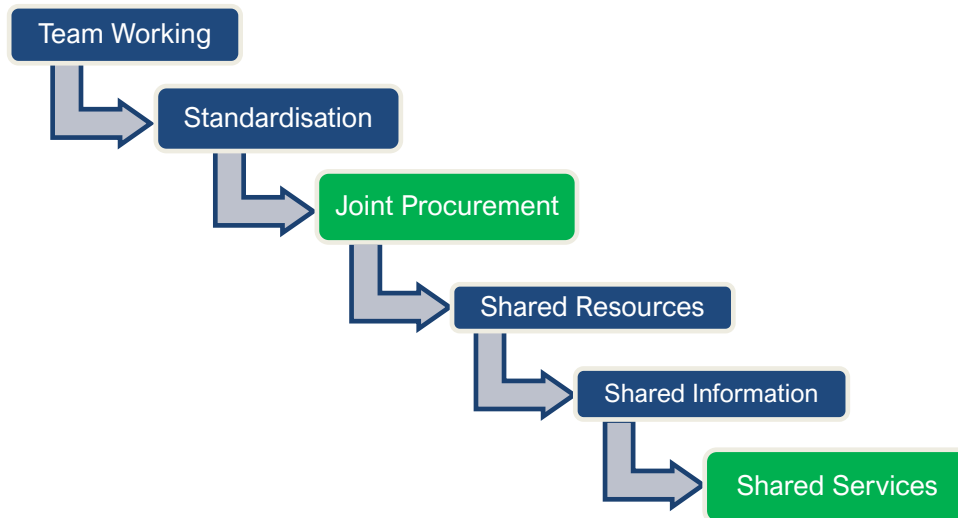 Team Working
Standardisation
Joint Procurement
Shared Resources
Shared Information
Shared Services